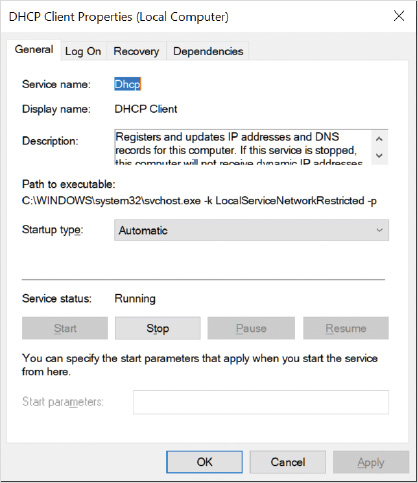 DHCP Client Properties (Local Computer)
General Log On Recovery Dependencies
Service name: Dhcp
Display name: DHCP Client
Description: Registers and updates IP addresses and DNS
records for this computer. If this service is stopped,
this computer will not receive dynamic IP addresses
Path to executable:
C:\WINDOWS\system32\svchost.exe -k LocalServiceNetworkRestricted -p
Startup type: Automatic
Service status: Running
Start Stop Pause Resume
You can specify the start parameters that apply when you start the service
from here.
Start parameters:
OK Cancel Apply